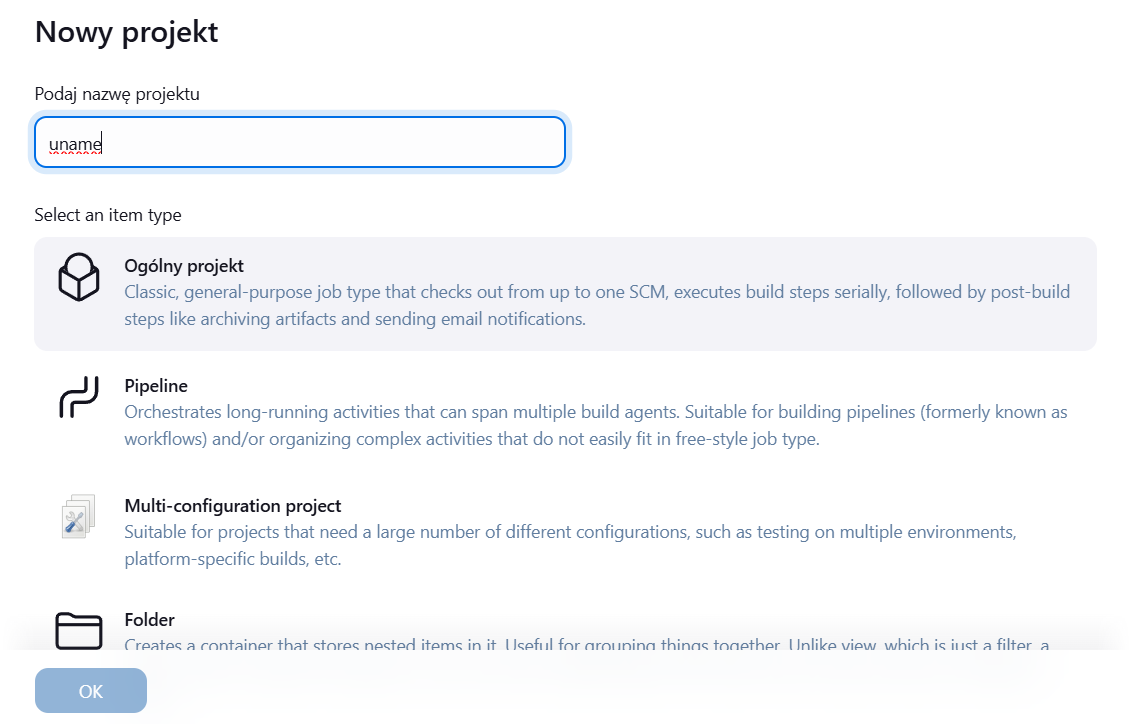 Nowy projekt
Podaj nazwę projektu
uname
Select an item type
Ogólny projekt
Classic, general-purpose job type that checks out from up to one SCM, executes build steps serially, followed by post-build
steps like archiving artifacts and sending email notifications.
Pipeline
Orchestrates long-running activities that can span multiple build agents. Suitable for building pipelines (formerly known as
workflows) and/or organizing complex activities that do not easily fit in free-style job type.
Multi-configuration project
Suitable for projects that need a large number of different configurations, such as testing on multiple environments,
platform-specific builds, etc.
Folder
Creates a container that stores nested items in it. Useful for grouping things together. Unlike view, which is just a filter, a
OK